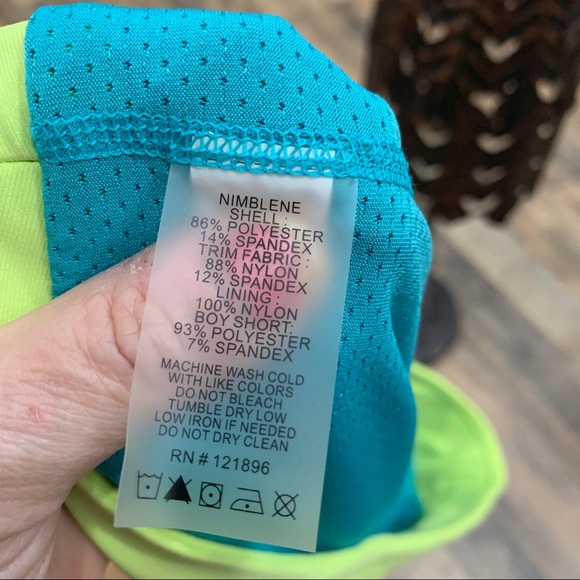 NIMBLENE
SHELL :
86% POLYESTER
14% SPANDEX
TRIM FABRIC :
88% NYLON
12% SPANDEX
LINING :
100% NYLON
BOY SHORT:
93% POLYESTER
7% SPANDEX
MACHINE WASH COLD
WITH LIKE COLORS
DO NOT BLEACH
TUMBLE DRY LOW
LOW IRON IF NEEDED
DO NOT DRY CLEAN
RN # 121896